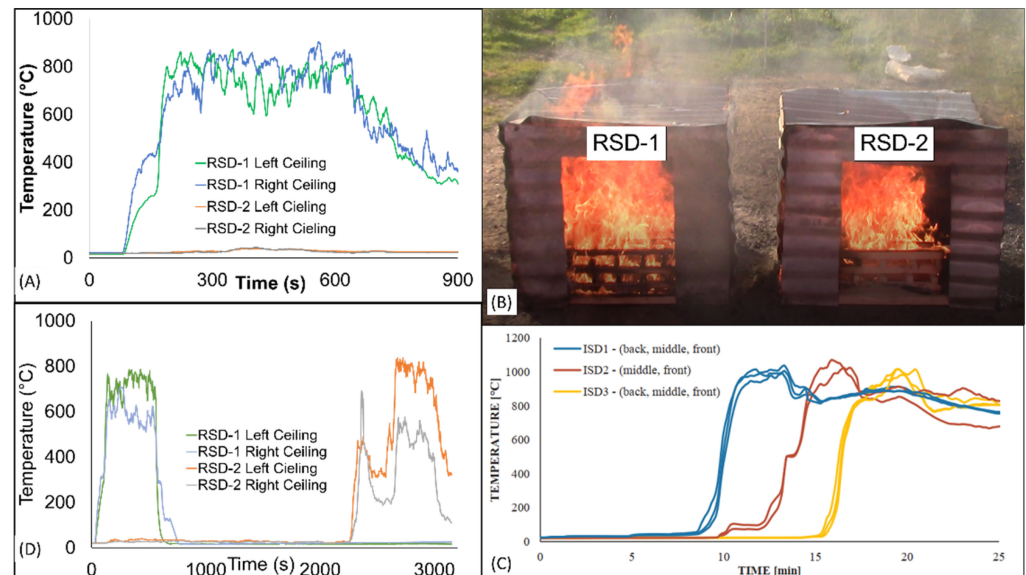 1000
800
600
400
200
0
Temperature (°C)
RSD-1 Left Ceiling
RSD-1 Right Ceiling
RSD-2 Left Cieling
RSD-2 Right Cieling
0 300 600 900
Time (s)
(A)
RSD-1
RSD-2
(B)
1000
800
600
400
200
0
Temperature (°C)
RSD-1 Left Ceiling
RSD-1 Right Ceiling
RSD-2 Left Cieling
RSD-2 Right Ceiling
0 1000 2000 3000
Time (s)
(D)
1200
1000
800
600
400
200
0
TEMPERATURE [°C]
ISD1 - (back, middle, front)
ISD2 - (middle, front)
ISD3 - (back, middle, front)
0 5 10 15 20 25
TIME [min]
(C)